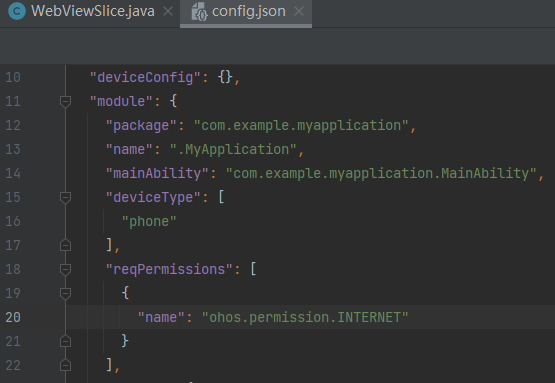 WebViewSlice.java
config.json
10 "deviceConfig": {},
11 "module": {
12 "package": "com.example.myapplication",
13 "name": ".MyApplication",
14 "mainAbility": "com.example.myapplication.MainAbility",
15 "deviceType": [
16 "phone"
17 ],
18 "reqPermissions": [
19 {
20 "name": "ohos.permission.INTERNET"
21 }
22 ],